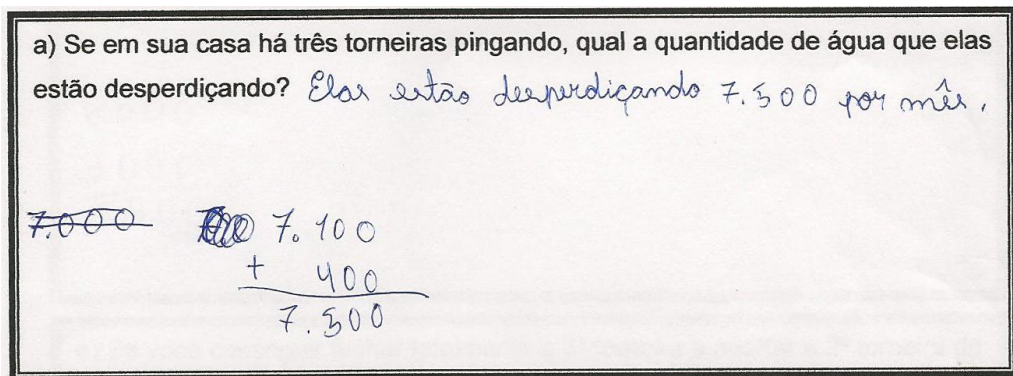 a) Se em sua casa há três torneiras pingando, qual a quantidade de água que elas
estão desperdiçando? Elas estão desperdiçando 7.500 por mês.
7.000 7.100
+ 400
7.500